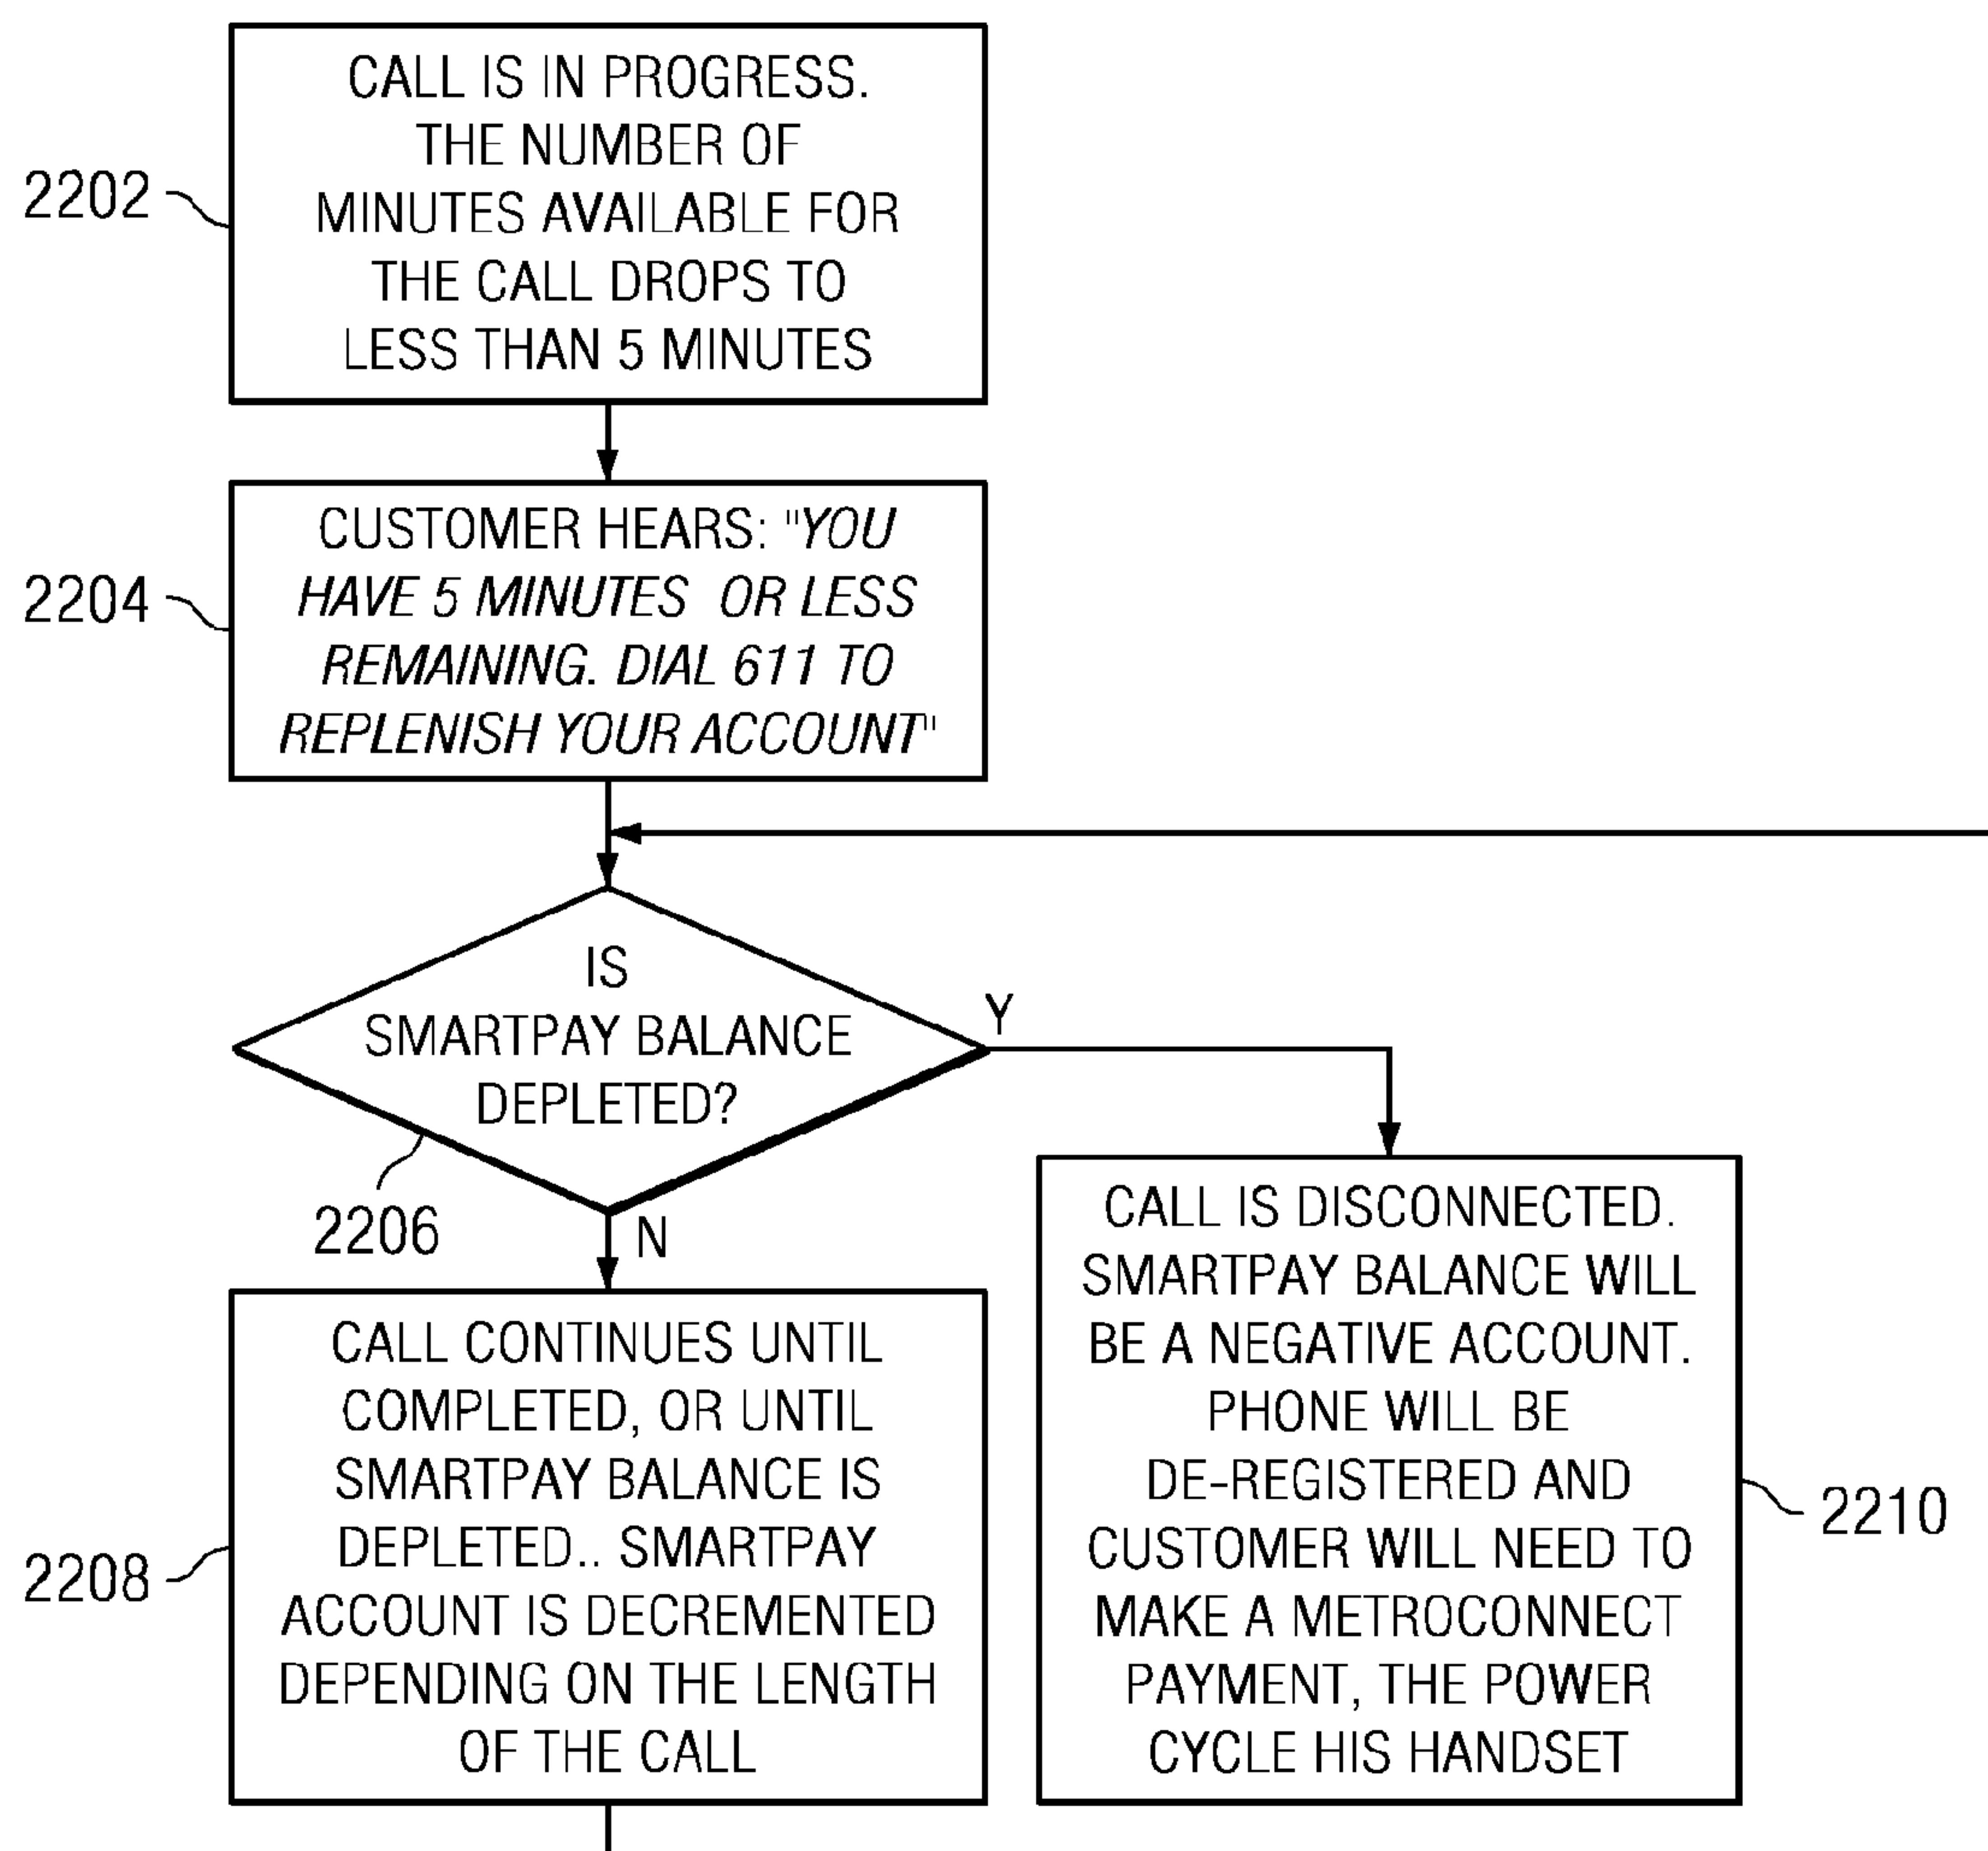 CALL IS IN PROGRESS.
THE NUMBER OF
MINUTES AVAILABLE FOR
THE CALL DROPS TO
LESS THAN 5 MINUTES
2202
CUSTOMER HEARS: "YOU
HAVE 5 MINUTES OR LESS
REMAINING. DIAL 611 TO
REPLENISH YOUR ACCOUNT"
2204
IS
SMARTPAY BALANCE
DEPLETED?
Y
2206
N
CALL CONTINUES UNTIL
COMPLETED, OR UNTIL
SMARTPAY BALANCE IS
DEPLETED.. SMARTPAY
ACCOUNT IS DECREMENTED
DEPENDING ON THE LENGTH
OF THE CALL
2208
CALL IS DISCONNECTED.
SMARTPAY BALANCE WILL
BE A NEGATIVE ACCOUNT.
PHONE WILL BE
DE-REGISTERED AND
CUSTOMER WILL NEED TO
MAKE A METROCONNECT
PAYMENT, THE POWER
CYCLE HIS HANDSET
2210